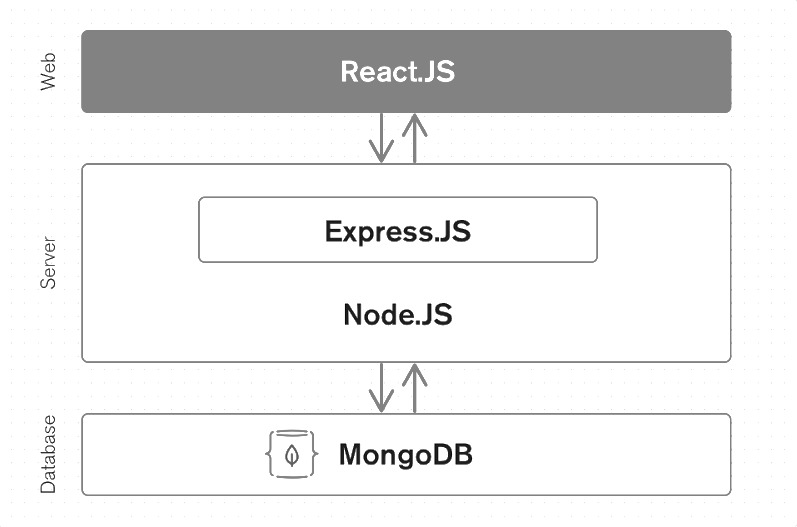 Web
React.JS
Server
Express.JS
Node.JS
Database
MongoDB